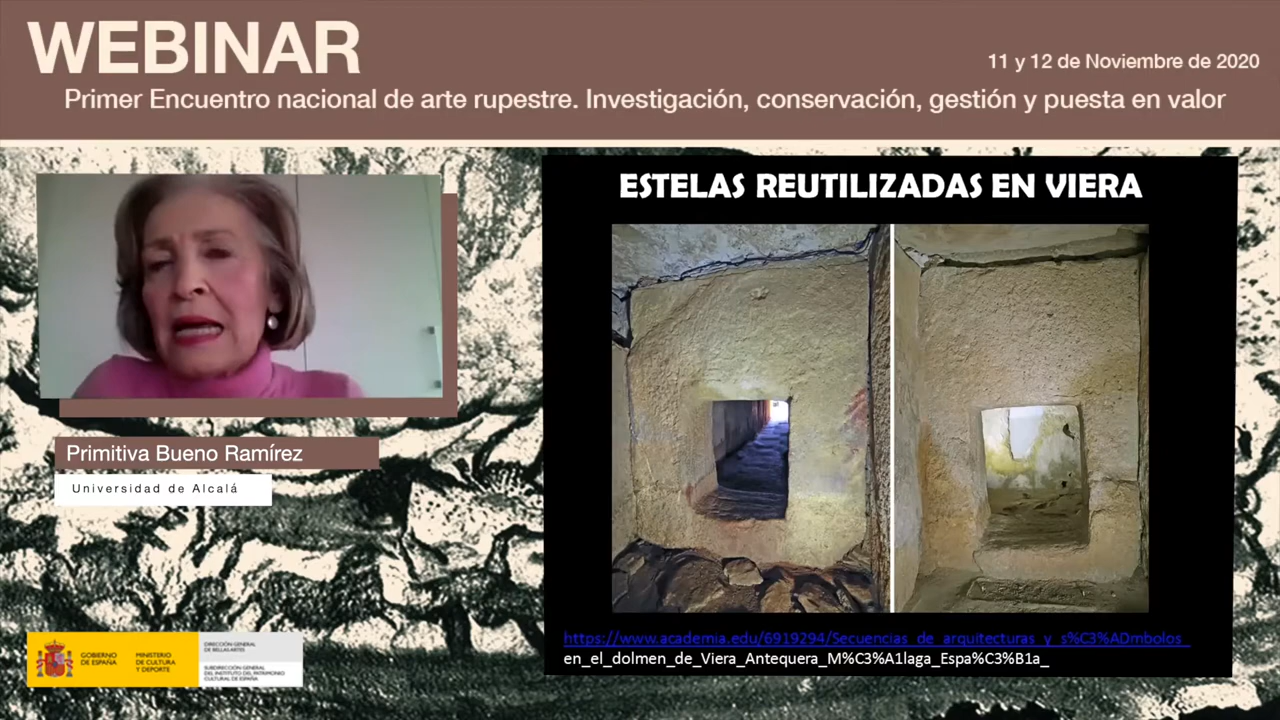 WEBINAR
11 y 12 de Noviembre de 2020
Primer Encuentro nacional de arte rupestre. Investigación, conservación, gestión y puesta en valor
ESTELAS REUTILIZADAS EN VIERA
Primitiva Bueno Ramírez
Universidad de Alcalá
https://www.academia.edu/6919294/Secuencias_de_arquitecturas_y_s%C3%ADmbolos_
en_el_dolmen_de_Viera_Antequera_M%C3%A1laga_Espa%C3%B1a_
GOBIERNO
DE ESPAÑA
MINISTERIO
DE CULTURA
Y DEPORTE
DIRECCIÓN GENERAL
DE BELLAS ARTES
SUBDIRECCIÓN GENERAL
DEL INSTITUTO DEL PATRIMONIO
CULTURAL DE ESPAÑA